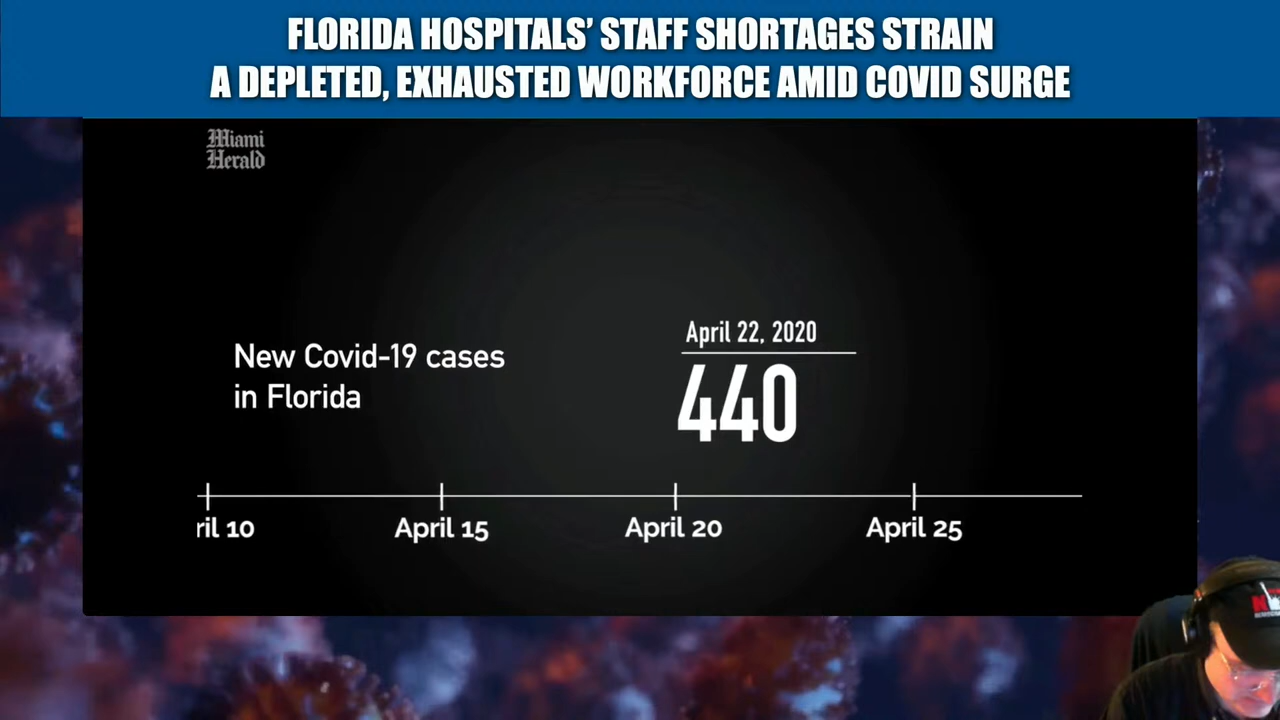 FLORIDA HOSPITALS’ STAFF SHORTAGES STRAIN
A DEPLETED, EXHAUSTED WORKFORCE AMID COVID SURGE
Miami
Herald
New Covid-19 cases
in Florida
April 22, 2020
440
ril 10 April 15 April 20 April 25